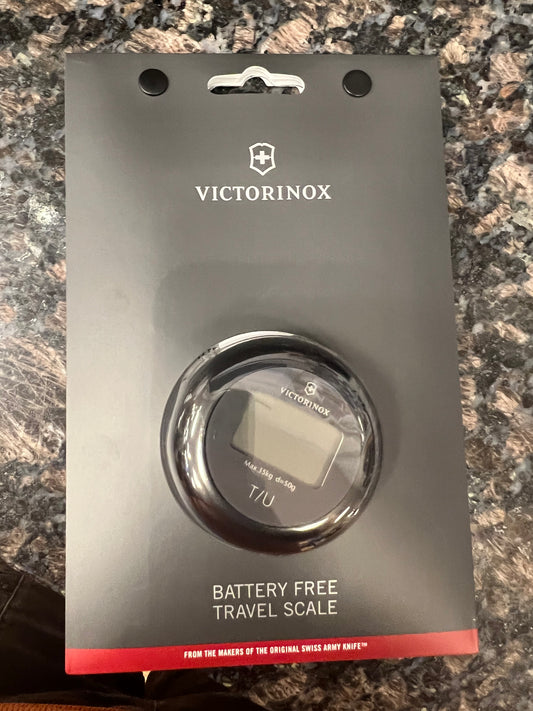 VICTORINOX
VICTORINOX
Max.35kg d=50g
T/U
BATTERY FREE
TRAVEL SCALE
FROM THE MAKERS OF THE ORIGINAL SWISS ARMY KNIFE™